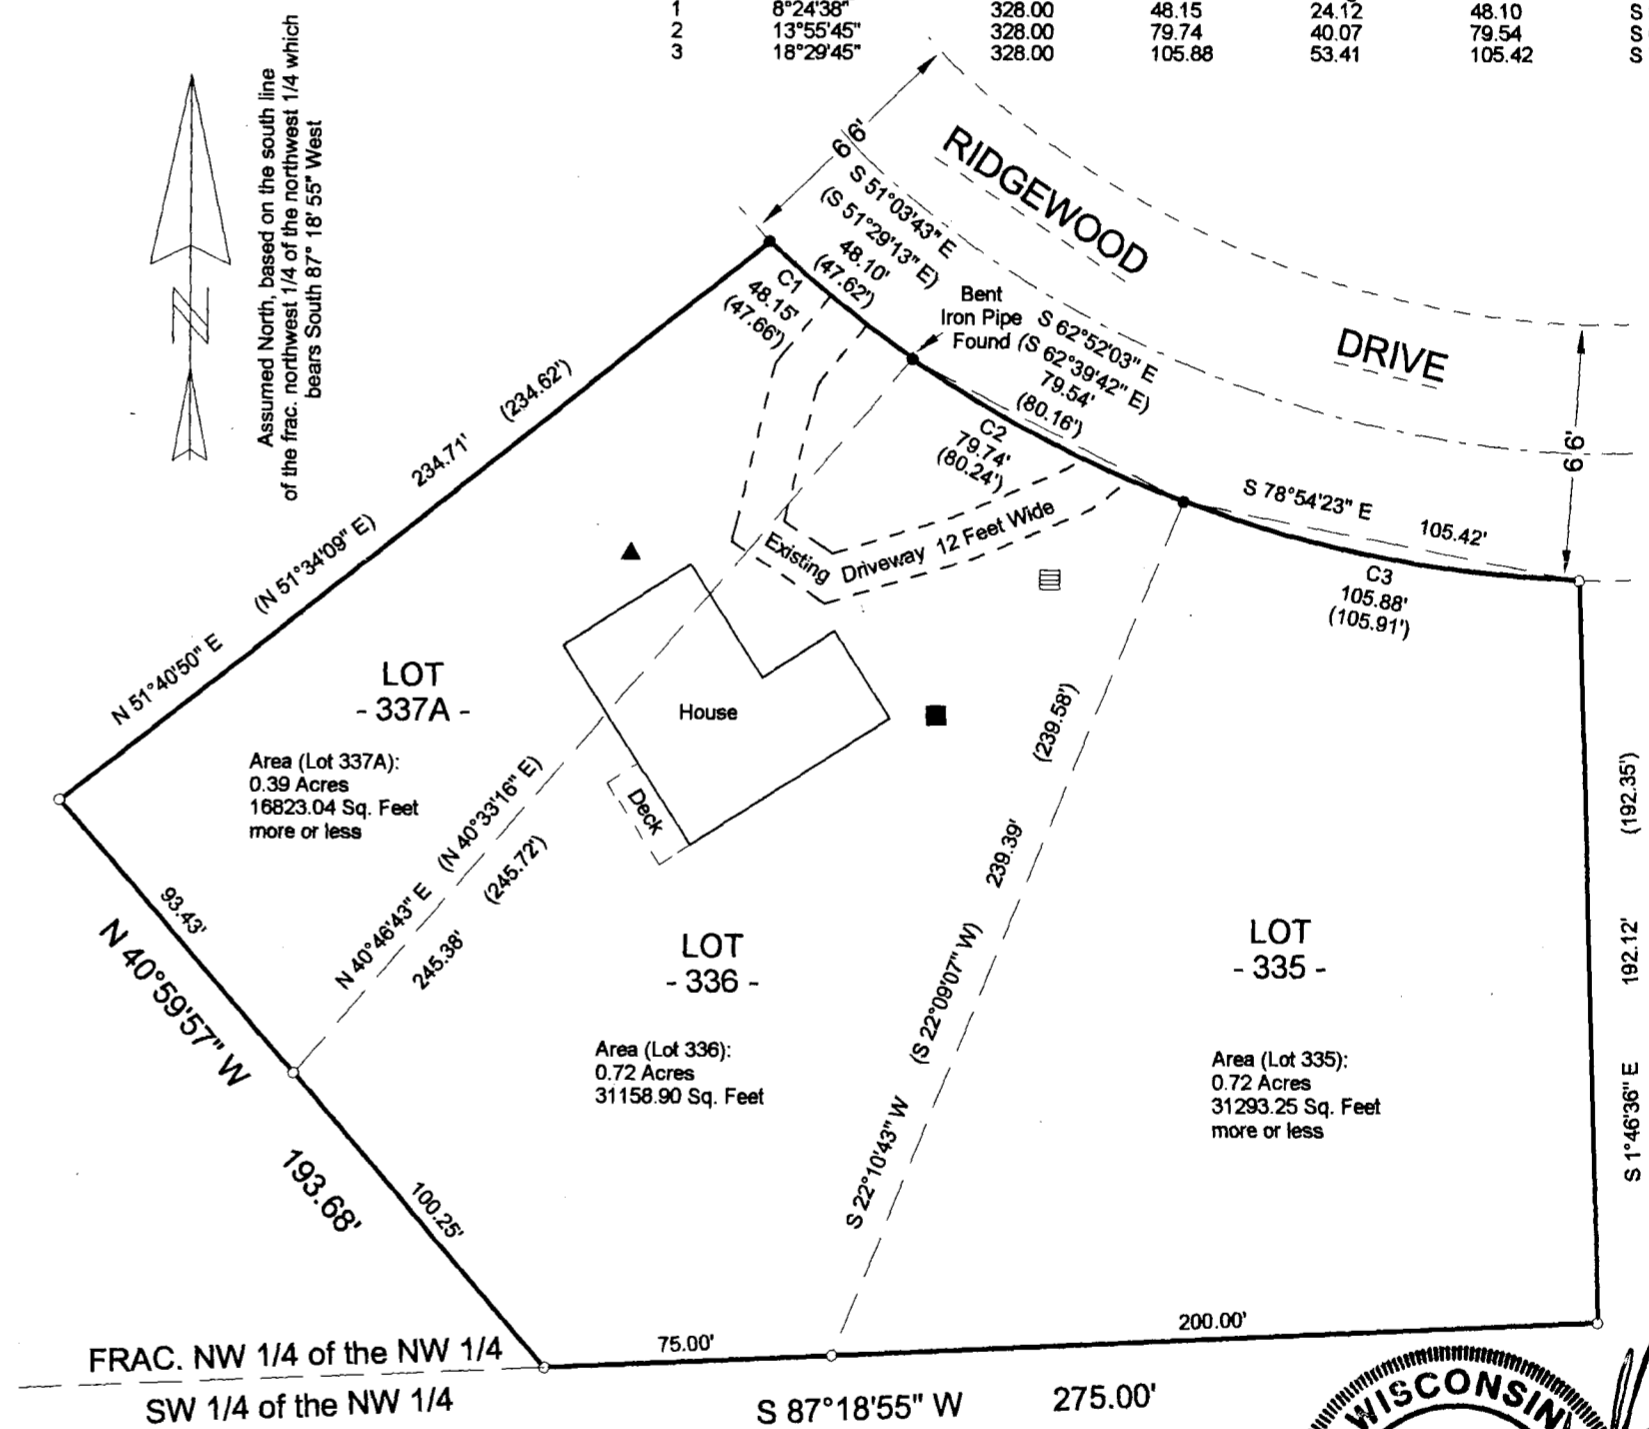 1 8°24'38" 328.00 48.15 24.12 48.10 S
2 13°55'45" 328.00 79.74 40.07 79.54 S
3 18°29'45" 328.00 105.88 53.41 105.42 S
Assumed North, based on the south line
of the frac. northwest 1/4 of the northwest 1/4 which
bears South 87° 18' 55" West
N
66'
RIDGEWOOD
DRIVE
66'
S 51°03'43" E
(S 51°29'13" E)
48.10'
(47.62')
C1
48.15'
(47.66')
Bent
Iron Pipe
Found
S 62°52'03" E
(S 62°39'42" E)
79.54'
(80.16')
C2
79.74'
(80.24')
S 78°54'23" E 105.42'
C3
105.88'
(105.91')
N 51°40'50" E (N 51°34'09" E) 234.71' (234.62')
Existing Driveway 12 Feet Wide
House
Deck
LOT
- 337A -
Area (Lot 337A):
0.39 Acres
16823.04 Sq. Feet
more or less
N 40°46'43" E (N 40°33'16" E)
245.38' (245.72')
93.43'
N 40°59'57" W
193.68'
100.25'
LOT
- 336 -
Area (Lot 336):
0.72 Acres
31158.90 Sq. Feet
S 22°10'43" W (S 22°09'07" W) 239.39' (239.58')
LOT
- 335 -
Area (Lot 335):
0.72 Acres
31293.25 Sq. Feet
more or less
S 1°46'36" E 192.12' (192.35')
75.00'
200.00'
FRAC. NW 1/4 of the NW 1/4
SW 1/4 of the NW 1/4
S 87°18'55" W 275.00'
WISCONSIN